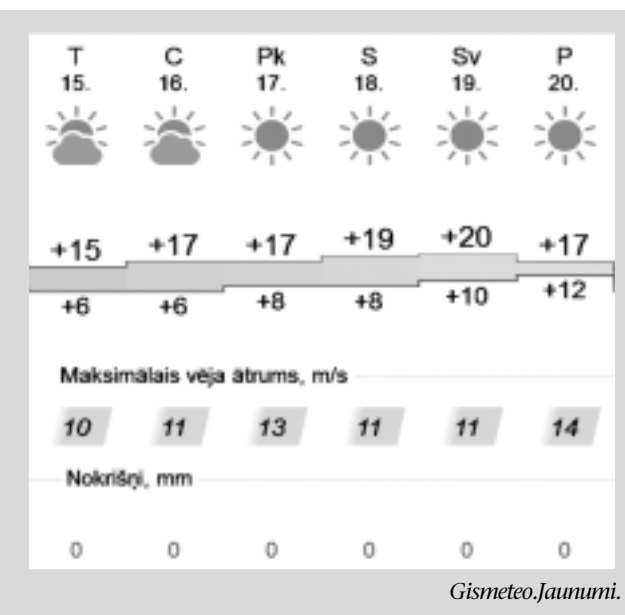 T C Pk S Sv P
15. 16. 17. 18. 19. 20.
+15 +17 +17 +19 +20 +17
+6 +6 +8 +8 +10 +12
Maksimālais vēja ātrums, m/s
10 11 13 11 11 14
Nokrišņi, mm
0 0 0 0 0 0
Gismeteo.Jaunumi.